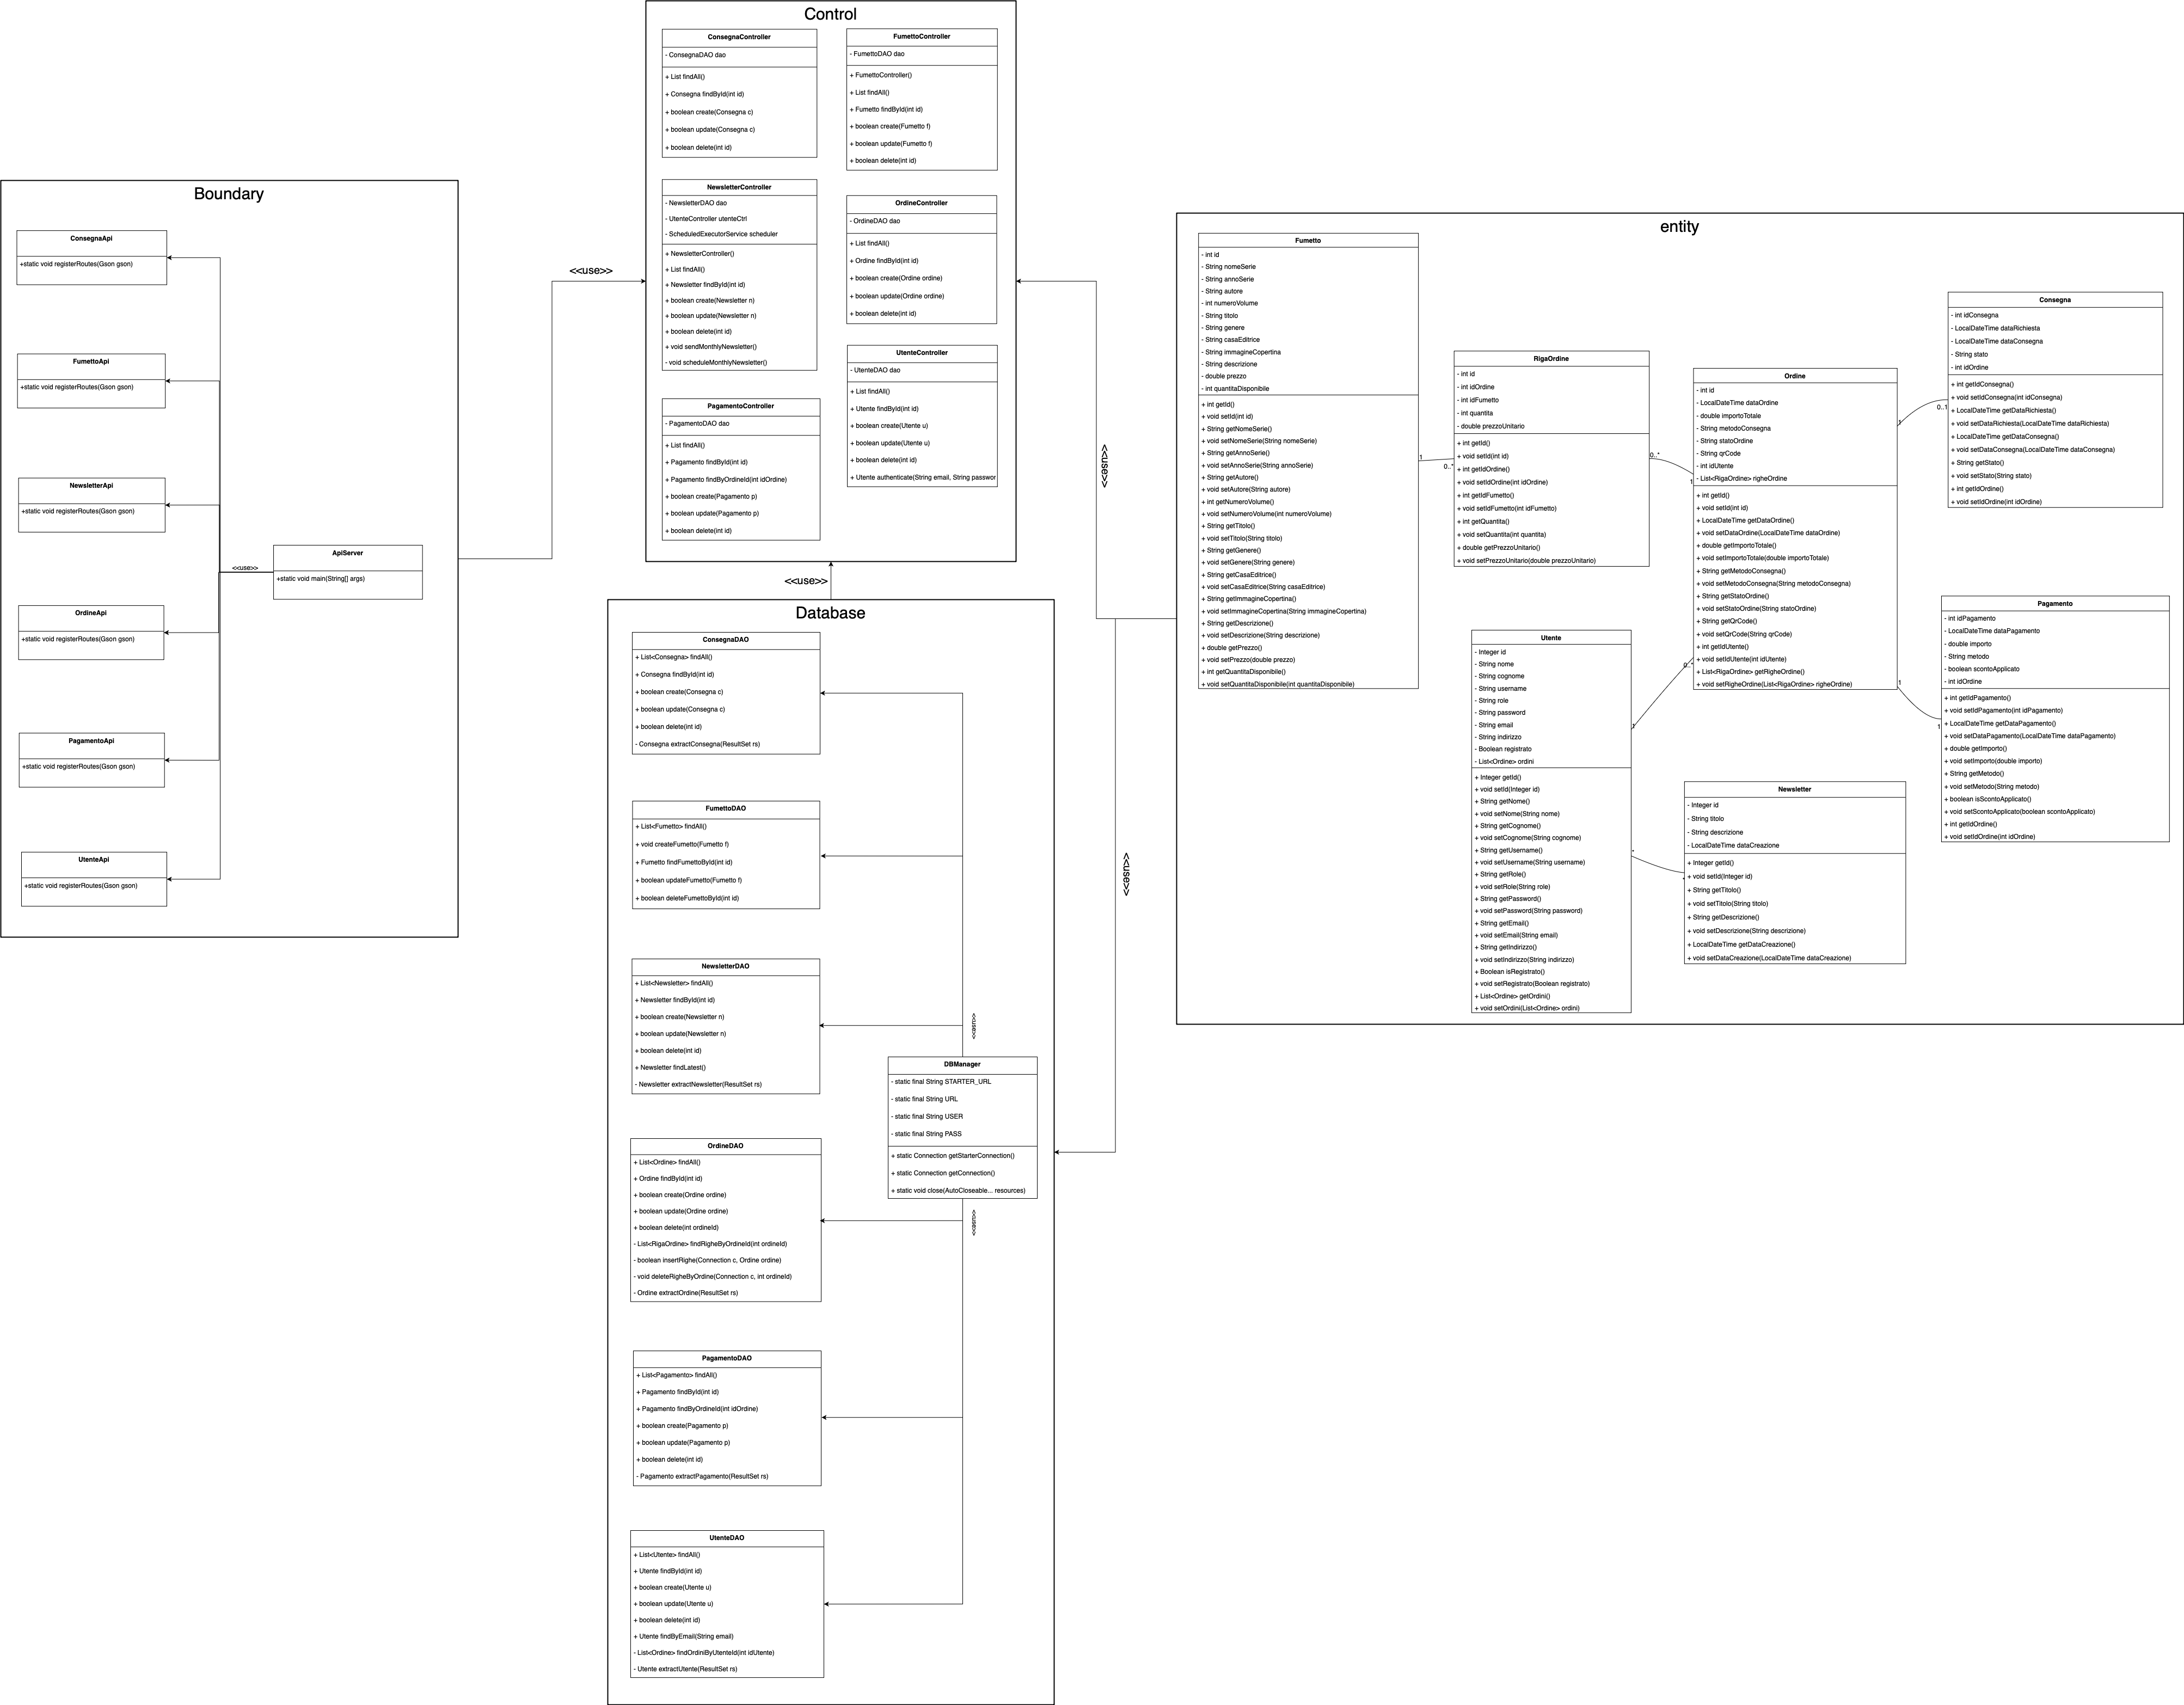 Control
ConsegnaController
- ConsegnaDAO dao
+ List findAll()
+ Consegna findById(int id)
+ boolean create(Consegna c)
+ boolean update(Consegna c)
+ boolean delete(int id)
FumettoController
- FumettoDAO dao
+ FumettoController()
+ List findAll()
+ Fumetto findById(int id)
+ boolean create(Fumetto f)
+ boolean update(Fumetto f)
+ boolean delete(int id)
NewsletterController
- NewsletterDAO dao
- UtenteController utenteCtrl
- ScheduledExecutorService scheduler
+ NewsletterController()
+ List findAll()
+ Newsletter findById(int id)
+ boolean create(Newsletter n)
+ boolean update(Newsletter n)
+ boolean delete(int id)
+ void sendMonthlyNewsletter()
- void scheduleMonthlyNewsletter()
OrdineController
- OrdineDAO dao
+ List findAll()
+ Ordine findById(int id)
+ boolean create(Ordine ordine)
+ boolean update(Ordine ordine)
+ boolean delete(int id)
UtenteController
- UtenteDAO dao
+ List findAll()
+ Utente findById(int id)
+ boolean create(Utente u)
+ boolean update(Utente u)
+ boolean delete(int id)
+ Utente authenticate(String email, String passwor
PagamentoController
- PagamentoDAO dao
+ List findAll()
+ Pagamento findById(int id)
+ Pagamento findByOrdineId(int idOrdine)
+ boolean create(Pagamento p)
+ boolean update(Pagamento p)
+ boolean delete(int id)
Boundary
ConsegnaApi
+static void registerRoutes(Gson gson)
FumettoApi
+static void registerRoutes(Gson gson)
NewsletterApi
+static void registerRoutes(Gson gson)
ApiServer
+static void main(String[] args)
<<use>>
OrdineApi
+static void registerRoutes(Gson gson)
PagamentoApi
+static void registerRoutes(Gson gson)
UtenteApi
+static void registerRoutes(Gson gson)
<<use>>
<<use>>
<<use>>
<<use>>
Database
ConsegnaDAO
+ List<Consegna> findAll()
+ Consegna findById(int id)
+ boolean create(Consegna c)
+ boolean update(Consegna c)
+ boolean delete(int id)
- Consegna extractConsegna(ResultSet rs)
FumettoDAO
+ List<Fumetto> findAll()
+ void createFumetto(Fumetto f)
+ Fumetto findFumettoById(int id)
+ boolean updateFumetto(Fumetto f)
+ boolean deleteFumettoById(int id)
NewsletterDAO
+ List<Newsletter> findAll()
+ Newsletter findById(int id)
+ boolean create(Newsletter n)
+ boolean update(Newsletter n)
+ boolean delete(int id)
+ Newsletter findLatest()
- Newsletter extractNewsletter(ResultSet rs)
<<use>>
DBManager
- static final String STARTER_URL
- static final String URL
- static final String USER
- static final String PASS
+ static Connection getStarterConnection()
+ static Connection getConnection()
+ static void close(AutoCloseable... resources)
<<use>>
OrdineDAO
+ List<Ordine> findAll()
+ Ordine findById(int id)
+ boolean create(Ordine ordine)
+ boolean update(Ordine ordine)
+ boolean delete(int ordineId)
- List<RigaOrdine> findRigheByOrdineId(int ordineId)
- boolean insertRighe(Connection c, Ordine ordine)
- void deleteRigheByOrdine(Connection c, int ordineId)
- Ordine extractOrdine(ResultSet rs)
PagamentoDAO
+ List<Pagamento> findAll()
+ Pagamento findById(int id)
+ Pagamento findByOrdineId(int idOrdine)
+ boolean create(Pagamento p)
+ boolean update(Pagamento p)
+ boolean delete(int id)
- Pagamento extractPagamento(ResultSet rs)
UtenteDAO
+ List<Utente> findAll()
+ Utente findById(int id)
+ boolean create(Utente u)
+ boolean update(Utente u)
+ boolean delete(int id)
+ Utente findByEmail(String email)
- List<Ordine> findOrdiniByUtenteId(int idUtente)
- Utente extractUtente(ResultSet rs)
entity
Fumetto
- int id
- String nomeSerie
- String annoSerie
- String autore
- int numeroVolume
- String titolo
- String genere
- String casaEditrice
- String immagineCopertina
- String descrizione
- double prezzo
- int quantitaDisponibile
+ int getId()
+ void setId(int id)
+ String getNomeSerie()
+ void setNomeSerie(String nomeSerie)
+ String getAnnoSerie()
+ void setAnnoSerie(String annoSerie)
+ String getAutore()
+ void setAutore(String autore)
+ int getNumeroVolume()
+ void setNumeroVolume(int numeroVolume)
+ String getTitolo()
+ void setTitolo(String titolo)
+ String getGenere()
+ void setGenere(String genere)
+ String getCasaEditrice()
+ void setCasaEditrice(String casaEditrice)
+ String getImmagineCopertina()
+ void setImmagineCopertina(String immagineCopertina)
+ String getDescrizione()
+ void setDescrizione(String descrizione)
+ double getPrezzo()
+ void setPrezzo(double prezzo)
+ int getQuantitaDisponibile()
+ void setQuantitaDisponibile(int quantitaDisponibile)
1
0..*
RigaOrdine
- int id
- int idOrdine
- int idFumetto
- int quantita
- double prezzoUnitario
+ int getId()
+ void setId(int id)
+ int getIdOrdine()
+ void setIdOrdine(int idOrdine)
+ int getIdFumetto()
+ void setIdFumetto(int idFumetto)
+ int getQuantita()
+ void setQuantita(int quantita)
+ double getPrezzoUnitario()
+ void setPrezzoUnitario(double prezzoUnitario)
0..*
1
Ordine
- int id
- LocalDateTime dataOrdine
- double importoTotale
- String metodoConsegna
- String statoOrdine
- String qrCode
- int idUtente
- List<RigaOrdine> righeOrdine
+ int getId()
+ void setId(int id)
+ LocalDateTime getDataOrdine()
+ void setDataOrdine(LocalDateTime dataOrdine)
+ double getImportoTotale()
+ void setImportoTotale(double importoTotale)
+ String getMetodoConsegna()
+ void setMetodoConsegna(String metodoConsegna)
+ String getStatoOrdine()
+ void setStatoOrdine(String statoOrdine)
+ String getQrCode()
+ void setQrCode(String qrCode)
+ int getIdUtente()
+ void setIdUtente(int idUtente)
+ List<RigaOrdine> getRigheOrdine()
+ void setRigheOrdine(List<RigaOrdine> righeOrdine)
1
0..1
Consegna
- int idConsegna
- LocalDateTime dataRichiesta
- LocalDateTime dataConsegna
- String stato
- int idOrdine
+ int getIdConsegna()
+ void setIdConsegna(int idConsegna)
+ LocalDateTime getDataRichiesta()
+ void setDataRichiesta(LocalDateTime dataRichiesta)
+ LocalDateTime getDataConsegna()
+ void setDataConsegna(LocalDateTime dataConsegna)
+ String getStato()
+ void setStato(String stato)
+ int getIdOrdine()
+ void setIdOrdine(int idOrdine)
1
1
Pagamento
- int idPagamento
- LocalDateTime dataPagamento
- double importo
- String metodo
- boolean scontoApplicato
- int idOrdine
+ int getIdPagamento()
+ void setIdPagamento(int idPagamento)
+ LocalDateTime getDataPagamento()
+ void setDataPagamento(LocalDateTime dataPagamento)
+ double getImporto()
+ void setImporto(double importo)
+ String getMetodo()
+ void setMetodo(String metodo)
+ boolean isScontoApplicato()
+ void setScontoApplicato(boolean scontoApplicato)
+ int getIdOrdine()
+ void setIdOrdine(int idOrdine)
0..*
1
Utente
- Integer id
- String nome
- String cognome
- String username
- String role
- String password
- String email
- String indirizzo
- Boolean registrato
- List<Ordine> ordini
+ Integer getId()
+ void setId(Integer id)
+ String getNome()
+ void setNome(String nome)
+ String getCognome()
+ void setCognome(String cognome)
+ String getUsername()
+ void setUsername(String username)
+ String getRole()
+ void setRole(String role)
+ String getPassword()
+ void setPassword(String password)
+ String getEmail()
+ void setEmail(String email)
+ String getIndirizzo()
+ void setIndirizzo(String indirizzo)
+ Boolean isRegistrato()
+ void setRegistrato(Boolean registrato)
+ List<Ordine> getOrdini()
+ void setOrdini(List<Ordine> ordini)
*
Newsletter
- Integer id
- String titolo
- String descrizione
- LocalDateTime dataCreazione
+ Integer getId()
+ void setId(Integer id)
+ String getTitolo()
+ void setTitolo(String titolo)
+ String getDescrizione()
+ void setDescrizione(String descrizione)
+ LocalDateTime getDataCreazione()
+ void setDataCreazione(LocalDateTime dataCreazione)